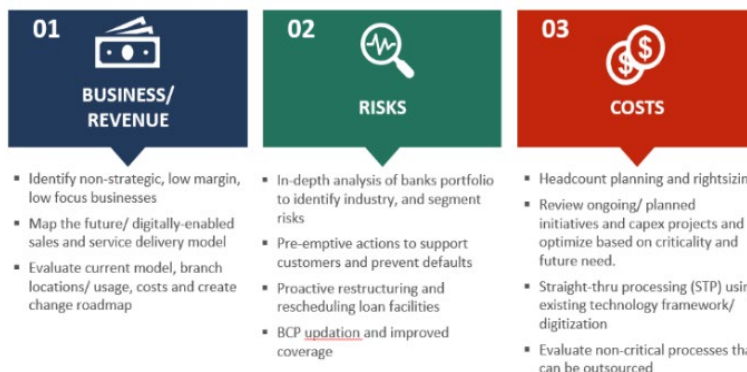 01
BUSINESS/
REVENUE
Identify non-strategic, low margin,
low focus businesses
Map the future/ digitally-enabled
sales and service delivery model
Evaluate current model, branch
locations/ usage, costs and create
change roadmap
02
RISKS
In-depth analysis of banks portfolio
to identify industry, and segment
risks
Pre-emptive actions to support
customers and prevent defaults
Proactive restructuring and
rescheduling loan facilities
BCP updation and improved
coverage
03
COSTS
Headcount planning and
Review ongoing/ planned
initiatives and capex projects and
optimize based on criticality and
future need.
Straight-thru processing (STP)
existing technology framework/
digitization
Evaluate non-critical processes
can be outsourced